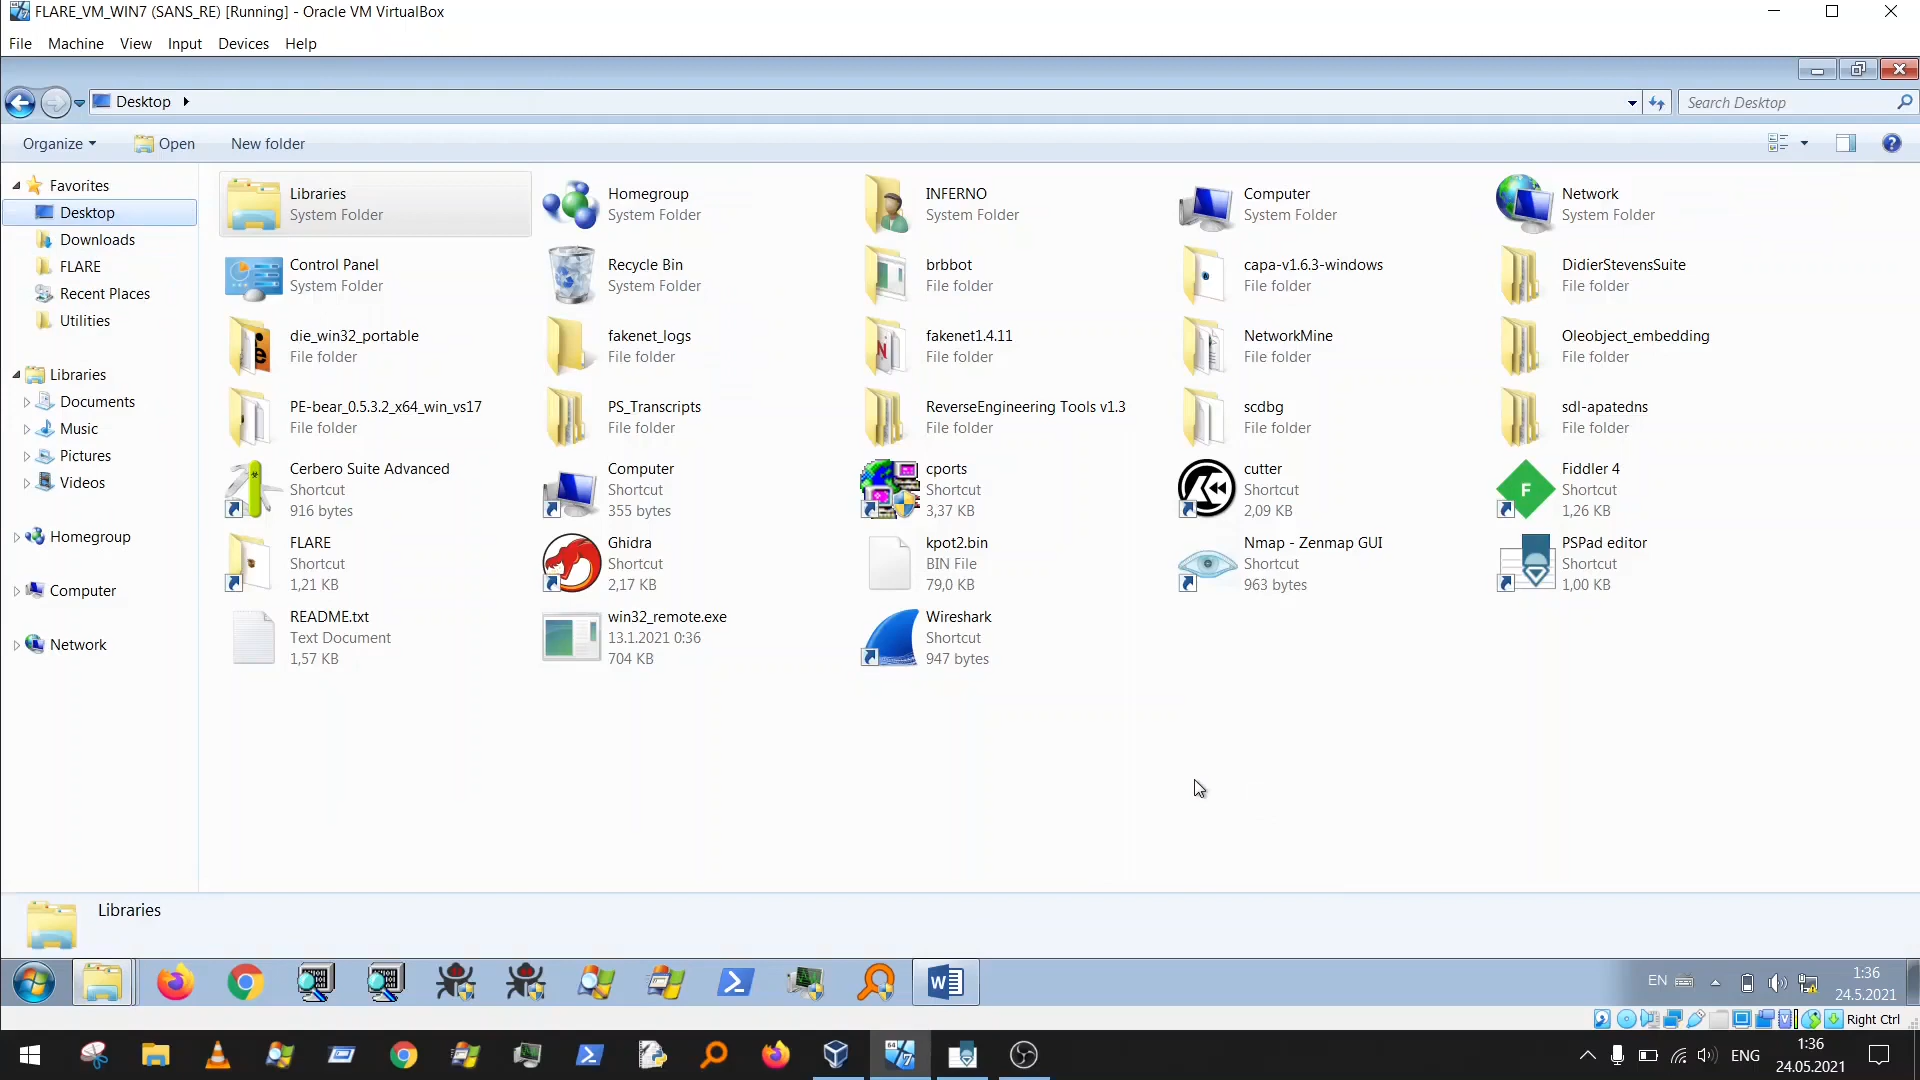 FLARE_VM_WIN7 (SANS_RE) [Running] - Oracle VM VirtualBox
File Machine View Input Devices Help
Desktop
Search Desktop
Organize Open New folder
Favorites
Desktop
Downloads
FLARE
Recent Places
Utilities
Libraries
Documents
Music
Pictures
Videos
Homegroup
Computer
Network
Libraries
System Folder
Homegroup
System Folder
INFERNO
System Folder
Computer
System Folder
Network
System Folder
Control Panel
System Folder
Recycle Bin
System Folder
brbbot
File folder
capa-v1.6.3-windows
File folder
DidierStevensSuite
File folder
die_win32_portable
File folder
fakenet_logs
File folder
fakenet1.4.11
File folder
NetworkMine
File folder
Oleobject_embedding
File folder
PE-bear_0.5.3.2_x64_win_vs17
File folder
PS_Transcripts
File folder
ReverseEngineering Tools v1.3
File folder
scdbg
File folder
sdl-apatedns
File folder
Cerbero Suite Advanced
Shortcut
916 bytes
Computer
Shortcut
355 bytes
cports
Shortcut
3,37 KB
cutter
Shortcut
2,09 KB
Fiddler 4
Shortcut
1,26 KB
FLARE
Shortcut
1,21 KB
Ghidra
Shortcut
2,17 KB
kpot2.bin
BIN File
79,0 KB
Nmap - Zenmap GUI
Shortcut
963 bytes
PSPad editor
Shortcut
1,00 KB
README.txt
Text Document
1,57 KB
win32_remote.exe
13.1.2021 0:36
704 KB
Wireshark
Shortcut
947 bytes
Libraries
EN
1:36
24.5.2021
Right Ctrl
ENG
1:36
24.05.2021